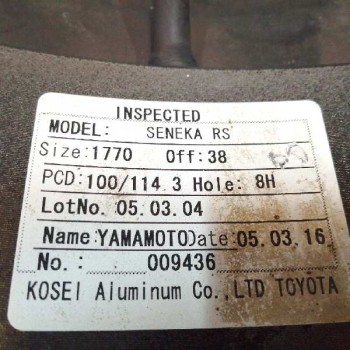 INSPECTED
MODEL: SENEKA RS
Size:1770 Off:38
PCD:100/114.3 Hole: 8H
LotNo. 05.03.04
Name:YAMAMOTO Date:05.03.16
No.: 009436
KOSEI Aluminum Co.,LTD TOYOTA